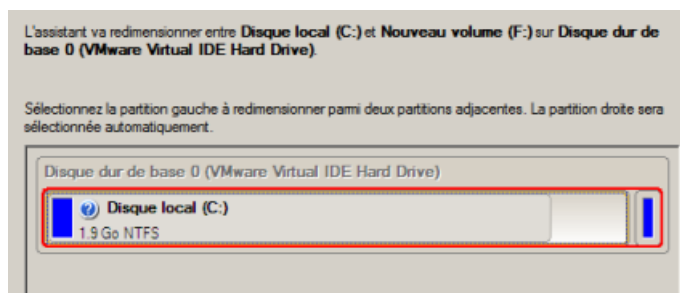 L'assistant va redimensionner entre Disque local (C:) et Nouveau volume (F:) sur Disque dur de
base 0 (VMware Virtual IDE Hard Drive).
Sélectionnez la partition gauche à redimensionner parmi deux partitions adjacentes. La partition droite sera
sélectionnée automatiquement.
Disque dur de base 0 (VMware Virtual IDE Hard Drive)
Disque local (C:)
1.9 Go NTFS